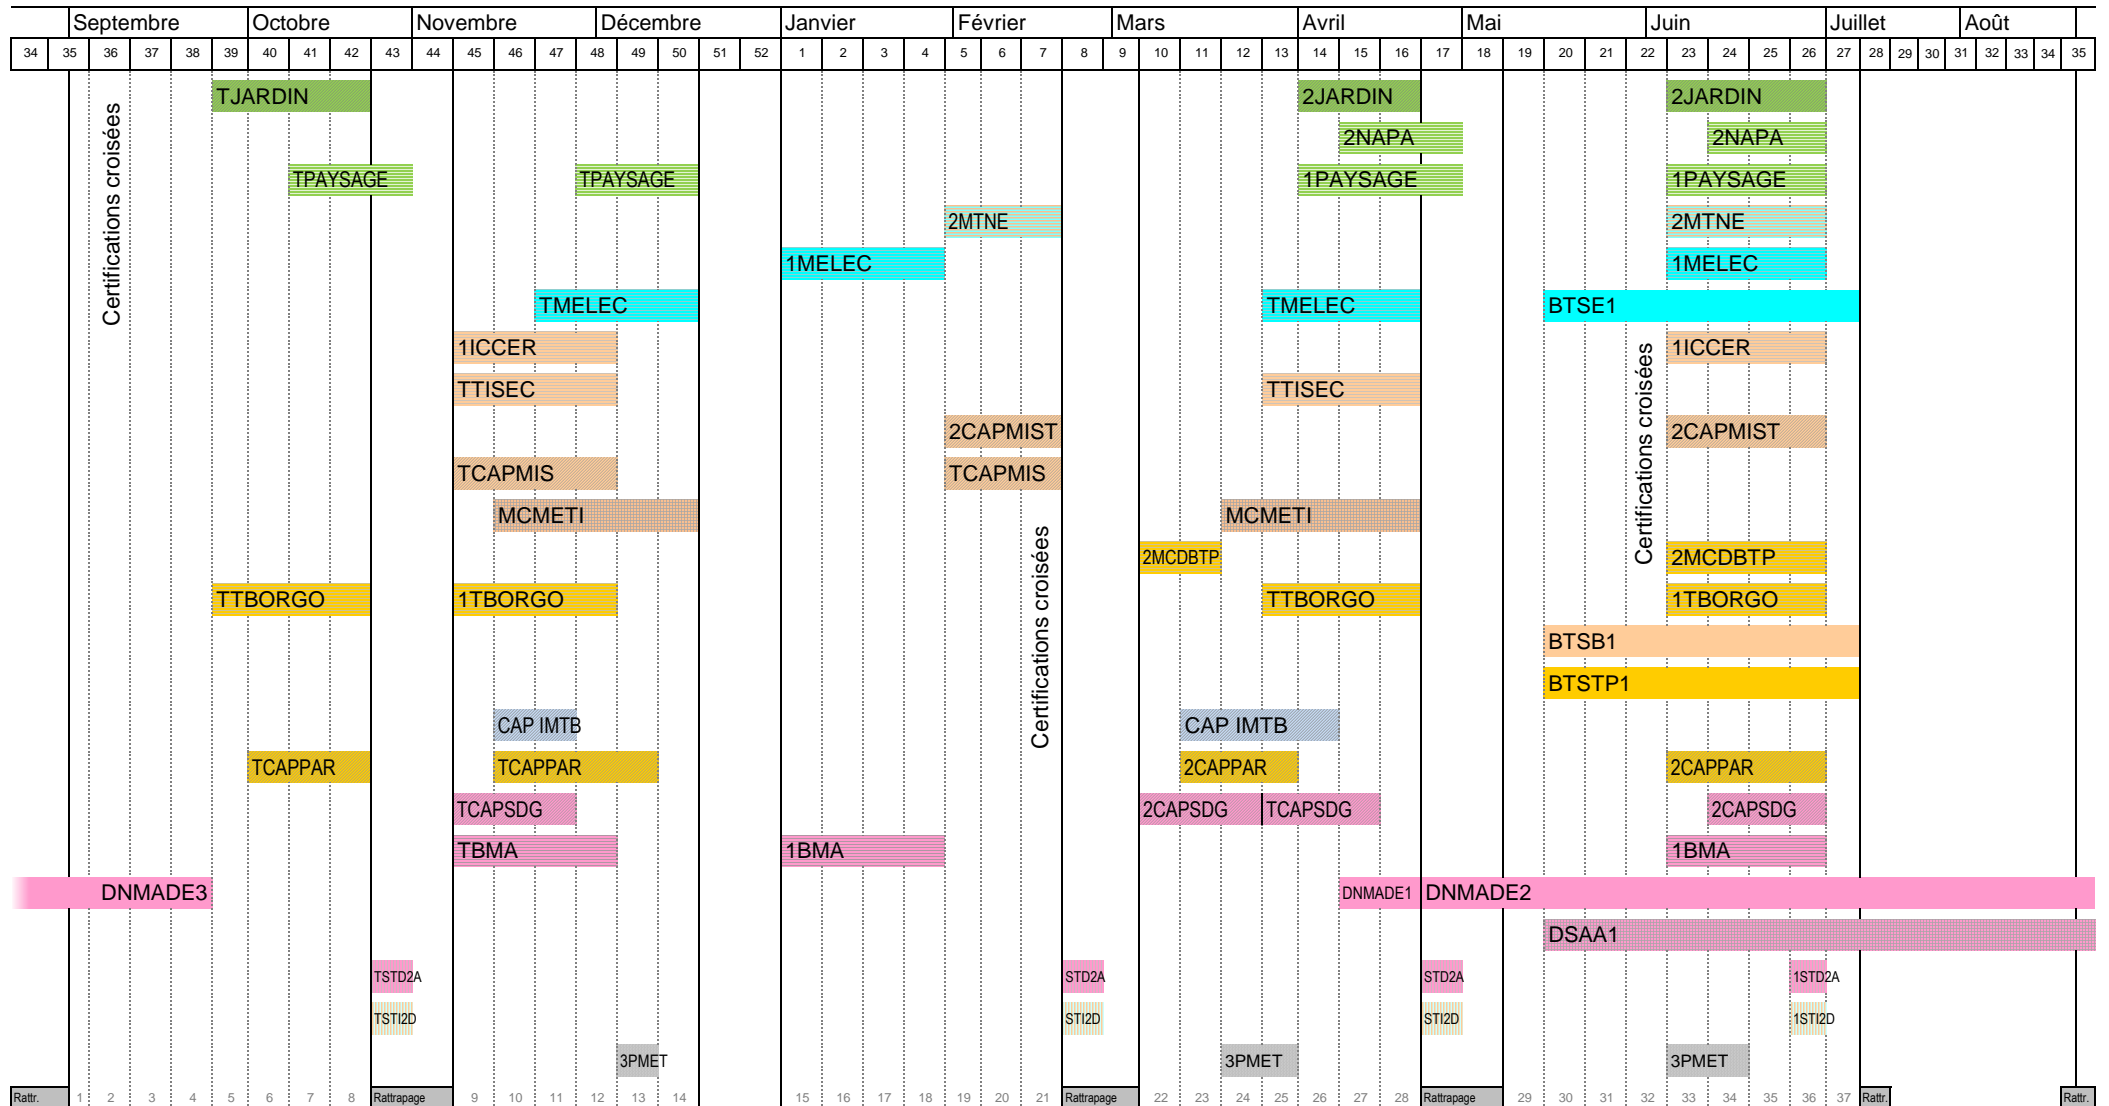 Septembre Octobre Novembre Décembre Janvier Février Mars Avril Mai Juin Juillet Août
34 35 36 37 38 39 40 41 42 43 44 45 46 47 48 49 50 51 52 1 2 3 4 5 6 7 8 9 10 11 12 13 14 15 16 17 18 19 20 21 22 23 24 25 26 27 28 29 30 31 32 33 34 35
Certifications croisées
TJARDIN 2JARDIN 2JARDIN
2NAPA 2NAPA
TPAYSAGE TPAYSAGE 1PAYSAGE 1PAYSAGE
2MTNE 2MTNE
1MELEC 1MELEC
TMELEC TMELEC BTSE1
Certifications croisées
1ICCER 1ICCER
TTISEC TTISEC
2CAPMIST 2CAPMIST
TCAPMIS TCAPMIS
MCMETI MCMETI
Certifications croisées
2MCDBTP 2MCDBTP
TTBORGO 1TBORGO TTBORGO 1TBORGO
BTSB1
BTSTP1
CAP IMTB CAP IMTB
TCAPPAR TCAPPAR 2CAPPAR 2CAPPAR
TCAPSDG 2CAPSDG TCAPSDG 2CAPSDG
TBMA 1BMA 1BMA
DNMADE3 DNMADE1 DNMADE2
DSAA1
TSTD2A STD2A STD2A 1STD2A
TSTI2D STI2D STI2D 1STI2D
3PMET 3PMET 3PMET
Rattr. 1 2 3 4 5 6 7 8 Rattrapage 9 10 11 12 13 14 15 16 17 18 19 20 21 Rattrapage 22 23 24 25 26 27 28 Rattrapage 29 30 31 32 33 34 35 36 37 Rattr. Rattr.